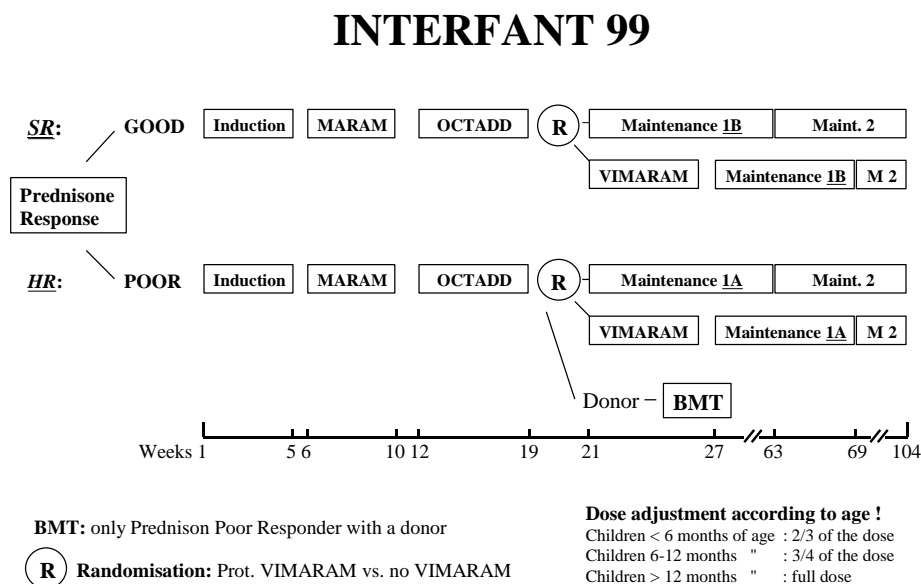 INTERFANT 99
SR: GOOD Induction MARAM OCTADD R Maintenance 1B Maint. 2
VIMARAM Maintenance 1B M 2
Prednisone
Response
HR: POOR Induction MARAM OCTADD R Maintenance 1A Maint. 2
VIMARAM Maintenance 1A M 2
Donor – BMT
Weeks 1 5 6 10 12 19 21 27 63 69 104
BMT: only Prednison Poor Responder with a donor
R Randomisation: Prot. VIMARAM vs. no VIMARAM
Dose adjustment according to age !
Children < 6 months of age : 2/3 of the dose
Children 6-12 months " : 3/4 of the dose
Children > 12 months " : full dose